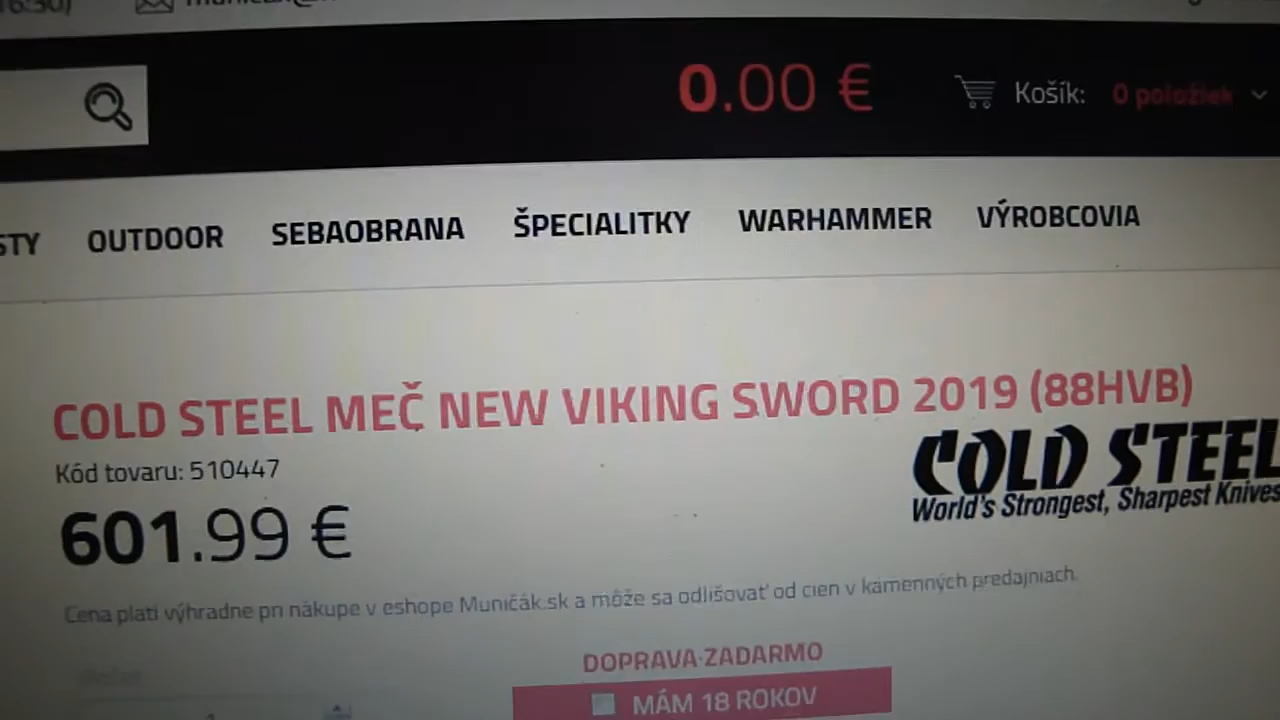 0.00 €
Košík: 0 položiek
OUTDOOR SEBAOBRANA ŠPECIALITKY WARHAMMER VÝROBCOVIA
COLD STEEL MEČ NEW VIKING SWORD 2019 (88HVB)
Kód tovaru: 510447
COLD STEEL
World's Strongest, Sharpest Knives
601.99 €
Cena platí výhradne pri nákupe v eshope Muničák.sk a môže sa odlišovať od cien v kamenných predajniach.
DOPRAVA ZADARMO
MÁM 18 ROKOV